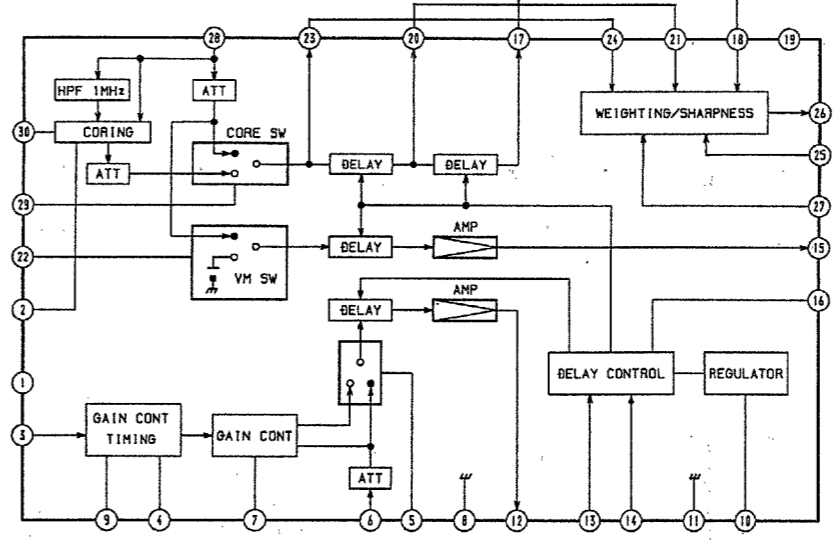 28
23
20
17
24
21
18
19
HPF 1MHz
ATT
WEIGHTING/SHARPNESS
26
30
CORING
CORE SW
25
ATT
DELAY
DELAY
29
27
AMP
22
DELAY
15
VM SW
AMP
16
2
DELAY
1
DELAY CONTROL
REGULATOR
3
GAIN CONT
TIMING
GAIN CONT
ATT
9
4
7
6
5
8
12
13
14
11
10